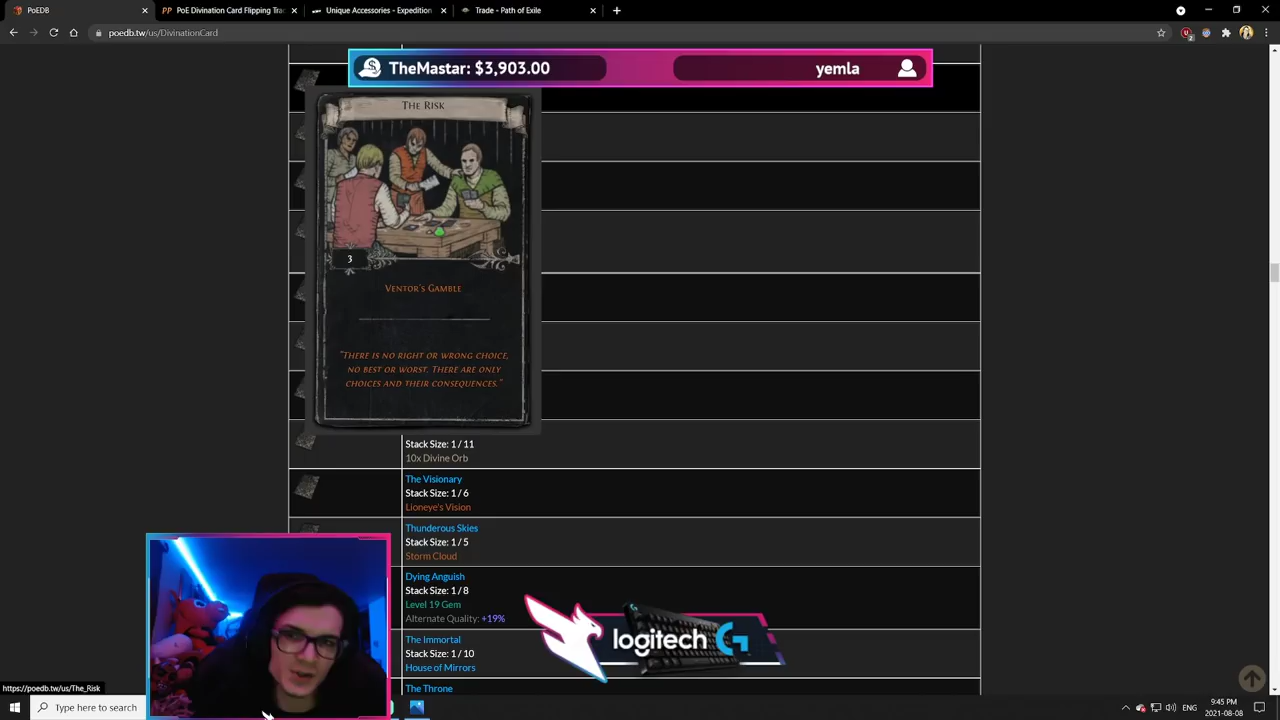 PoEDB
PoE Divination Card Flipping Trac
Unique Accessories - Expedition
Trade - Path of Exile
poedb.tw/us/DivinationCard
TheMastar: $3,903.00
yemla
The Risk
3
Ventor's Gamble
"There is no right or wrong choice,
no best or worst. There are only
choices and their consequences."
Stack Size: 1 / 11
10x Divine Orb
The Visionary
Stack Size: 1 / 6
Lioneye's Vision
Thunderous Skies
Stack Size: 1 / 5
Storm Cloud
Dying Anguish
Stack Size: 1 / 8
Level 19 Gem
Alternate Quality: +19%
The Immortal
Stack Size: 1 / 10
House of Mirrors
The Throne
logitech G
https://poedb.tw/us/The_Risk
Type here to search
ENG
9:45 PM
2021-08-08